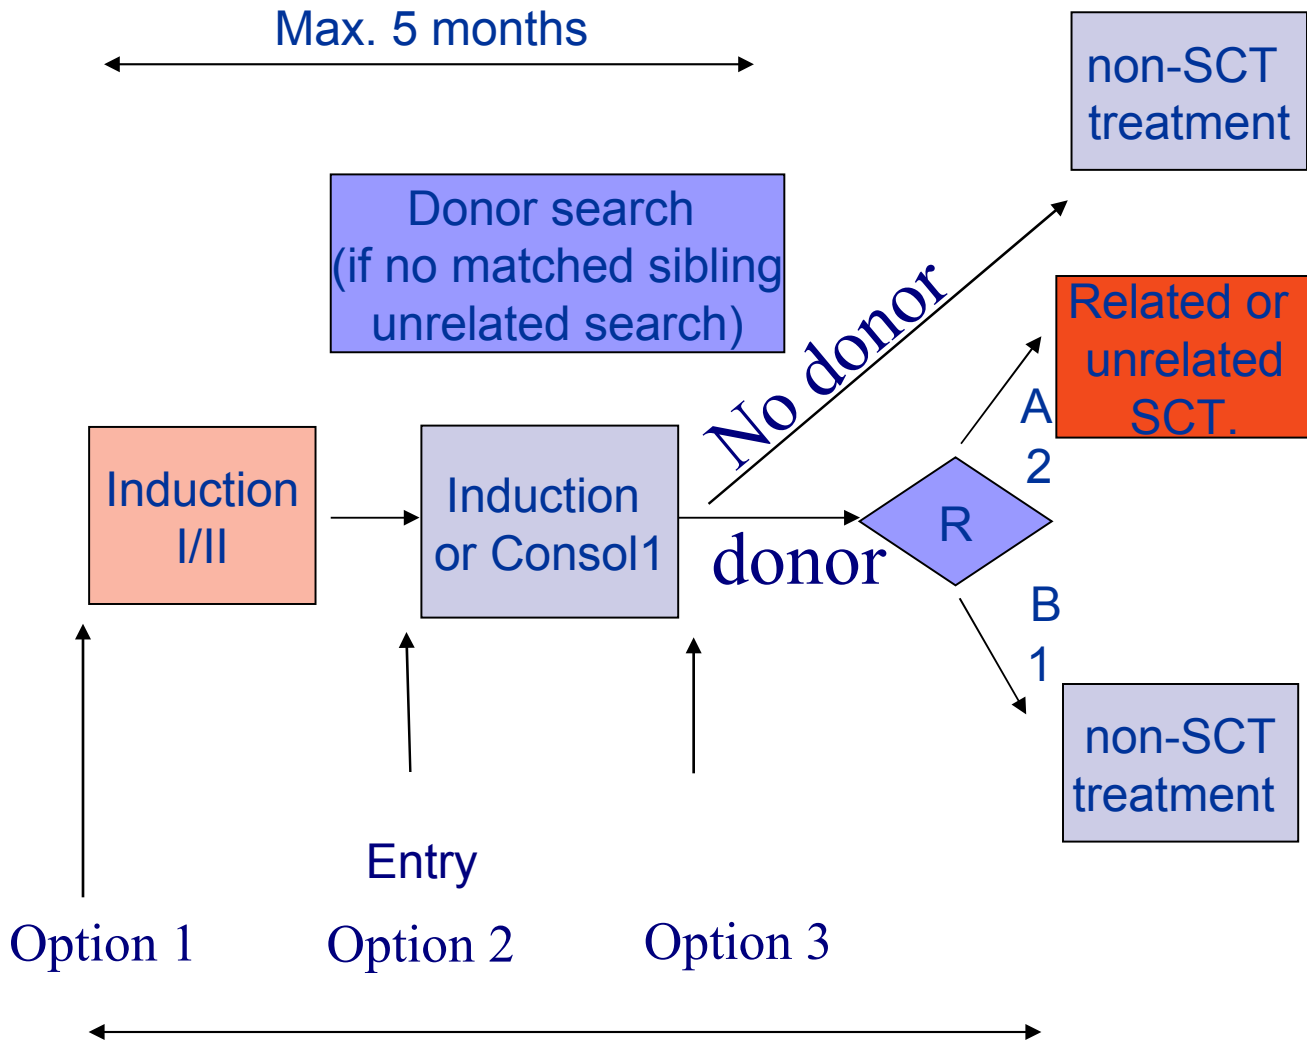 Max. 5 months
non-SCT
treatment
Donor search
(if no matched sibling
unrelated search)
No donor
Related or
unrelated
SCT.
A
2
Induction
I/II
Induction
or Consol1
donor
R
B
1
non-SCT
treatment
Entry
Option 1
Option 2
Option 3